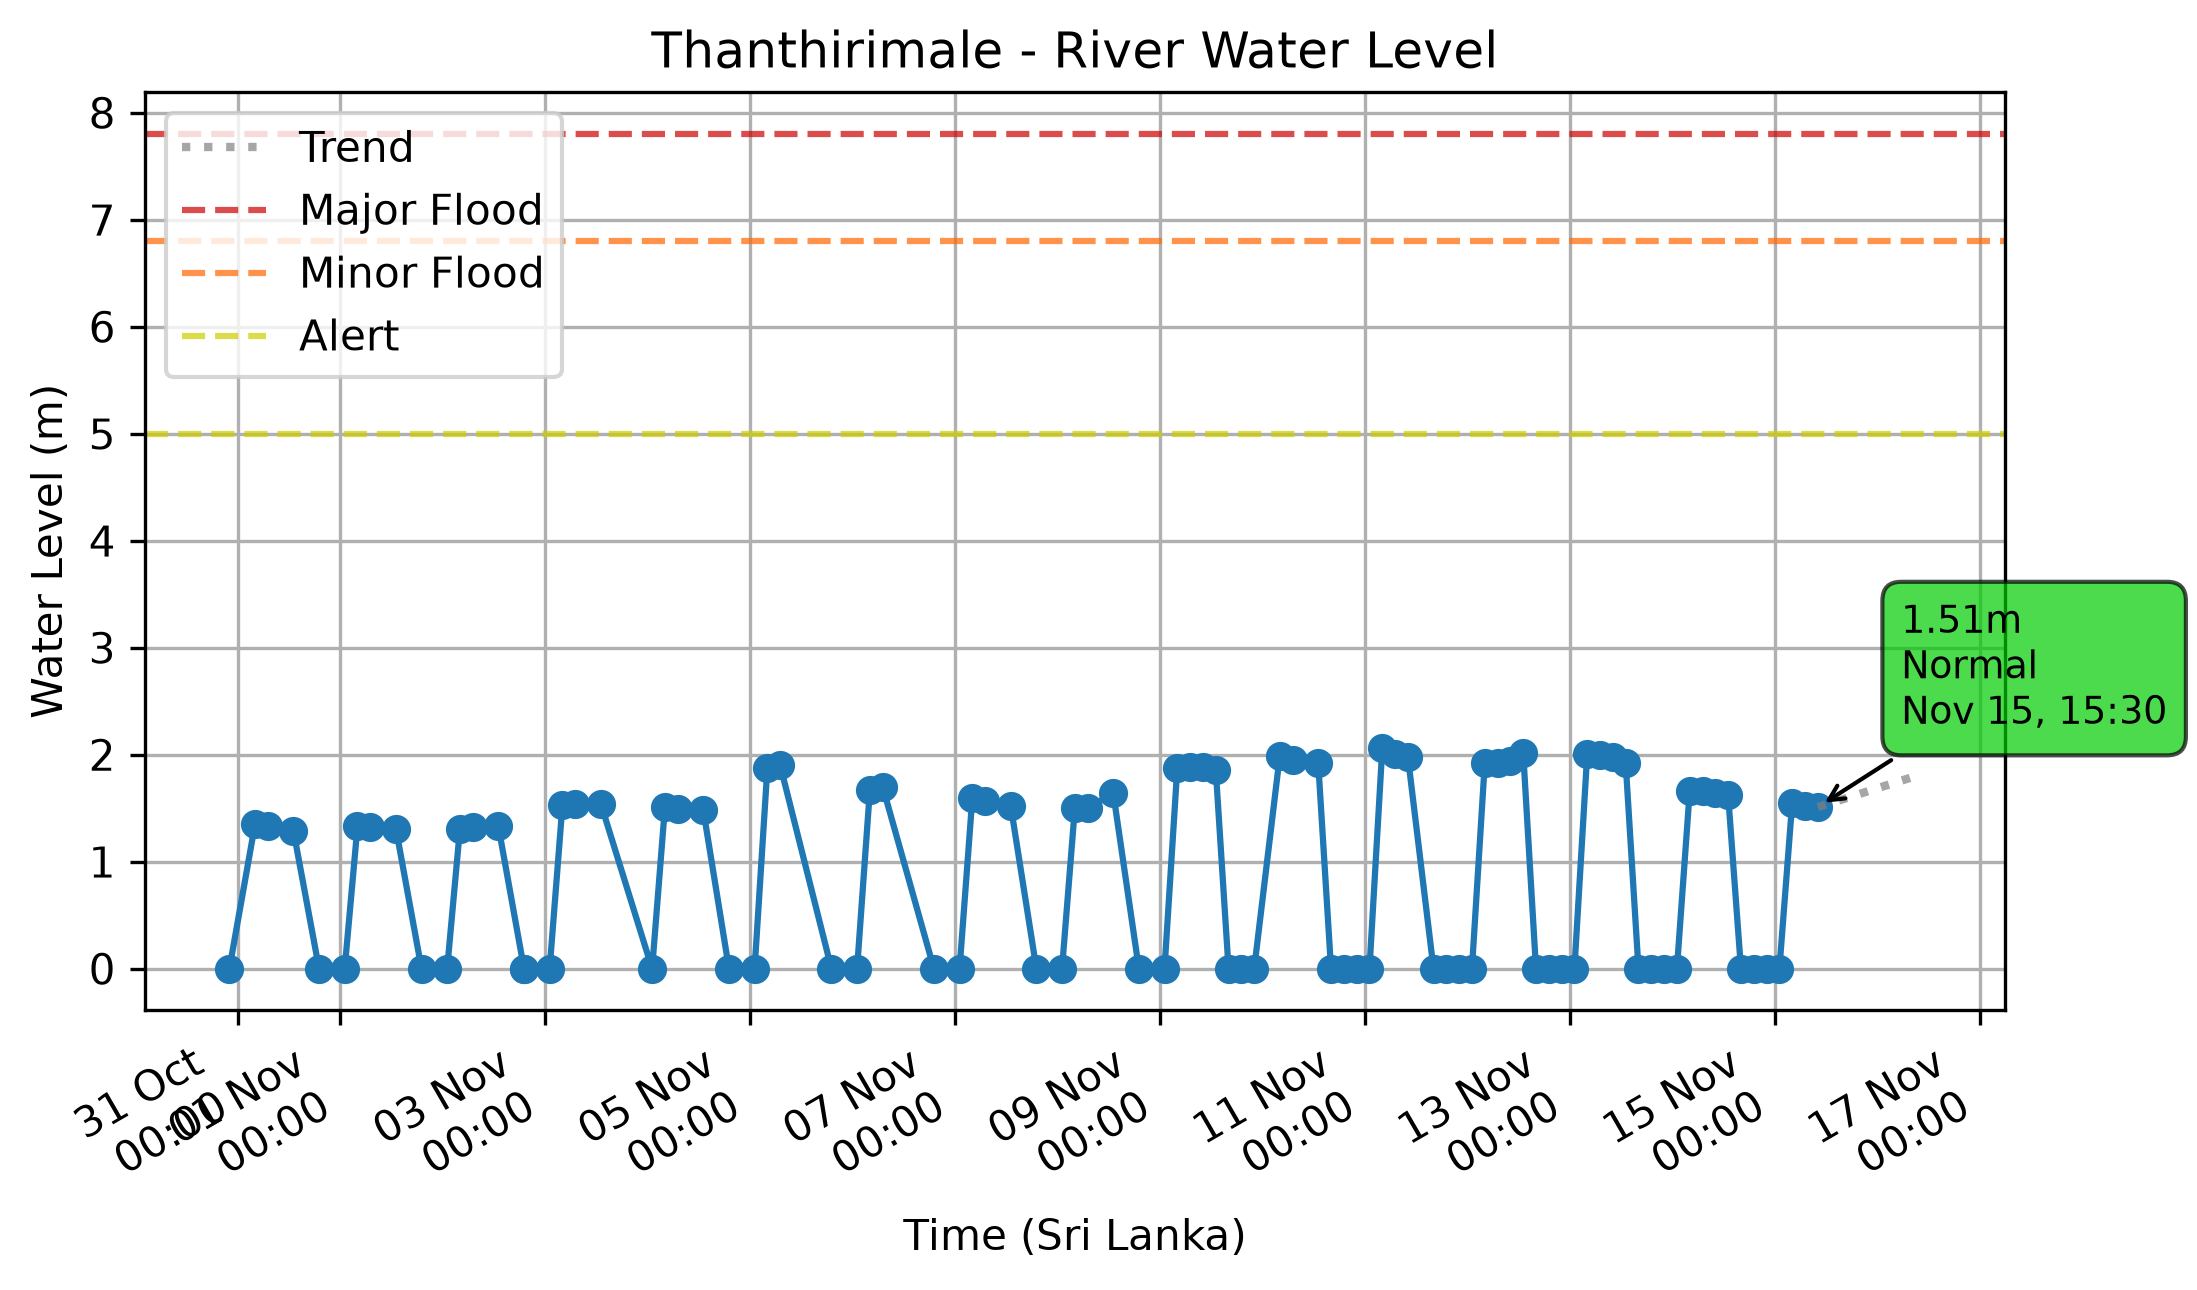 Thanthirimale - River Water Level
8
7
6
5
4
3
2
1
0
Water Level (m)
Trend
Major Flood
Minor Flood
Alert
1.51m
Normal
Nov 15, 15:30
31 Oct
00:00
01 Nov
00:00
03 Nov
00:00
05 Nov
00:00
07 Nov
00:00
09 Nov
00:00
11 Nov
00:00
13 Nov
00:00
15 Nov
00:00
17 Nov
00:00
Time (Sri Lanka)